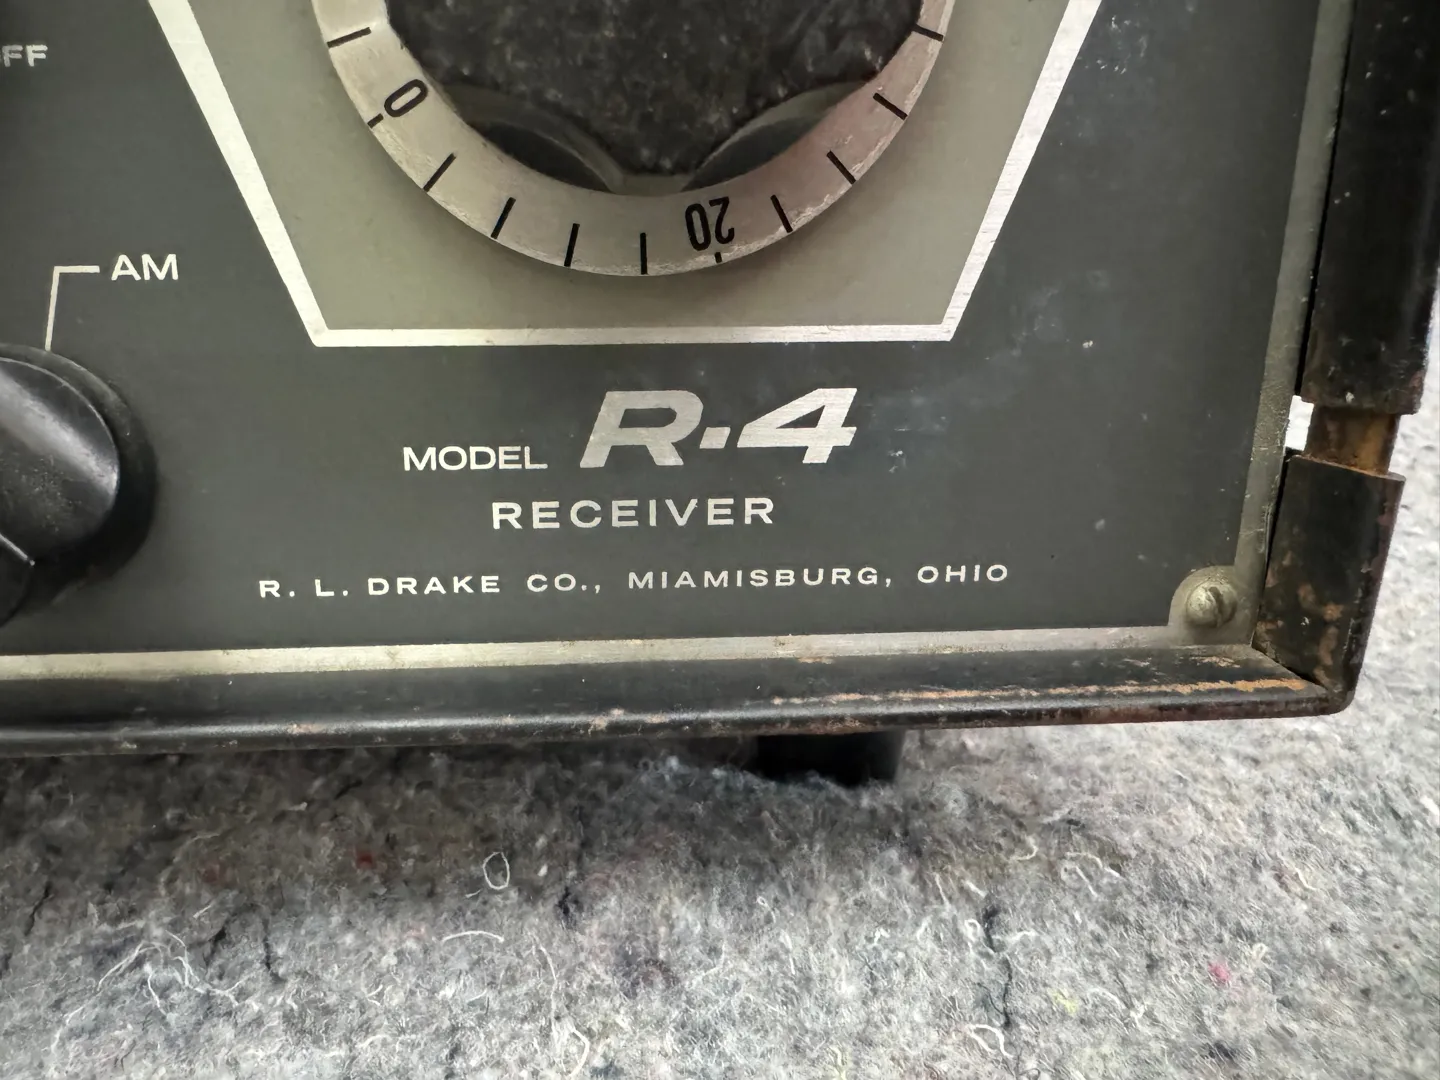 FF
0
20
AM
MODEL R-4
RECEIVER
R. L. DRAKE CO., MIAMISBURG, OHIO